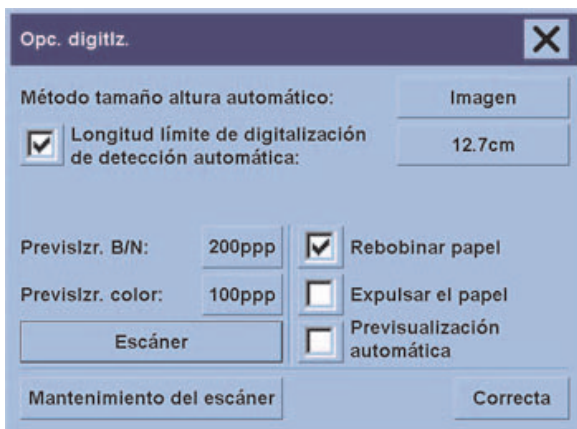 Opc. digitlz.
Método tamaño altura automático: Imagen
Longitud límite de digitalización
de detección automática:
12.7cm
Previslzr. B/N: 200ppp Rebobinar papel
Previslzr. color: 100ppp Expulsar el papel
Escáner
Previsualización
automática
Mantenimiento del escáner Correcta